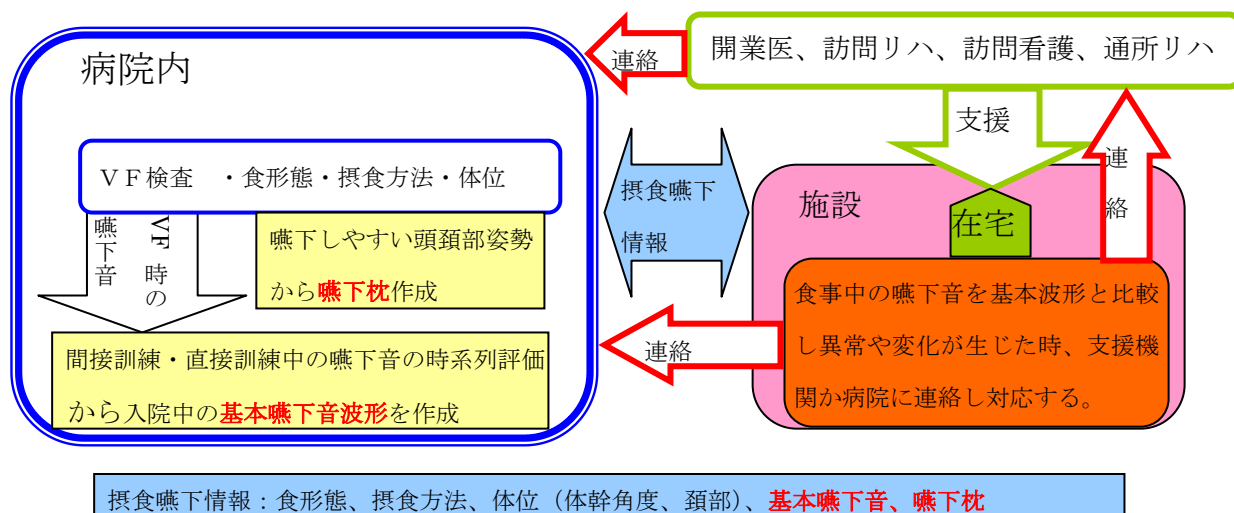 病院内
ＶＦ検査　・食形態・摂食方法・体位
VF時の
嚥下音
嚥下しやすい頭頚部姿勢
から嚥下枕作成
間接訓練・直接訓練中の嚥下音の時系列評価
から入院中の基本嚥下音波形を作成
連絡
開業医、訪問リハ、訪問看護、通所リハ
支援
連絡
摂食嚥下
情報
施設
在宅
食事中の嚥下音を基本波形と比較
し異常や変化が生じた時、支援機
関か病院に連絡し対応する。
連絡
摂食嚥下情報：食形態、摂食方法、体位（体幹角度、頚部）、基本嚥下音、嚥下枕